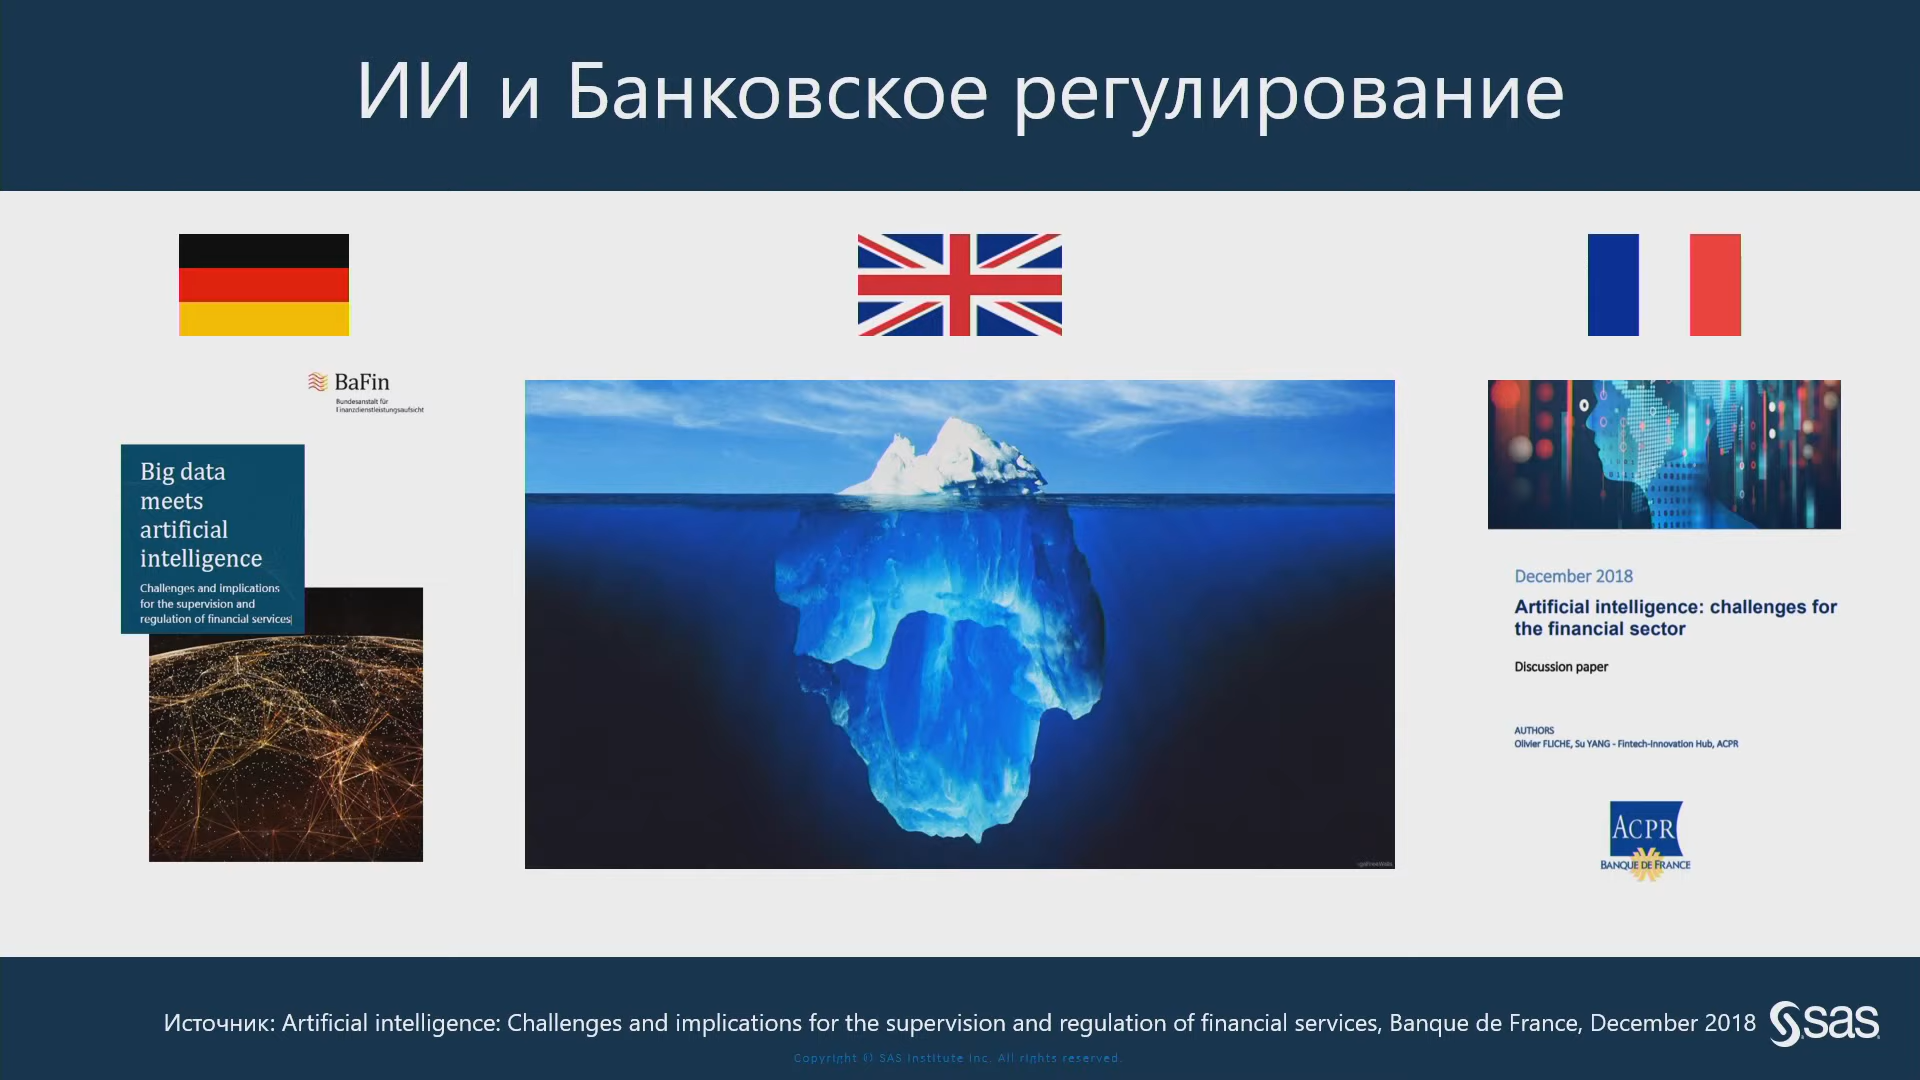 ИИ и Банковское регулирование
BaFin
Bundesanstalt für
Finanzdienstleistungsaufsicht
Big data
meets
artificial
intelligence
Challenges and implications
for the supervision and
regulation of financial services
December 2018
Artificial intelligence: challenges for
the financial sector
Discussion paper
AUTHORS
Olivier FLICHE, Su YANG - Fintech-Innovation Hub, ACPR
ACPR
BANQUE DE FRANCE
Источник: Artificial intelligence: Challenges and implications for the supervision and regulation of financial services, Banque de France, December 2018
sas
Copyright © SAS Institute Inc. All rights reserved.